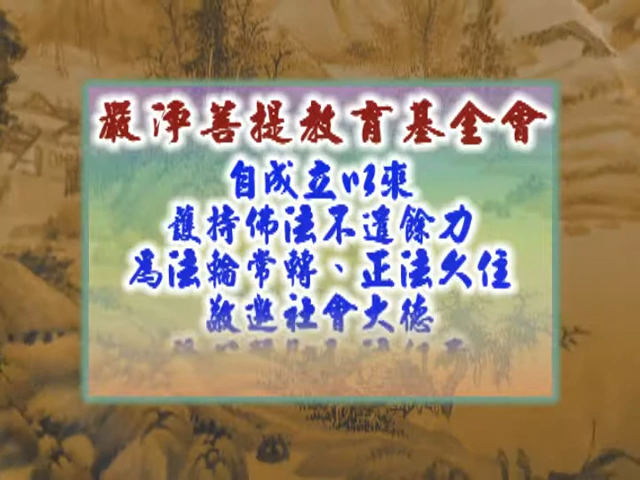 嚴淨菩提教育基金會
自成立以來
護持佛法不遺餘力
為法輪常轉、正法久住
敬邀社會大德